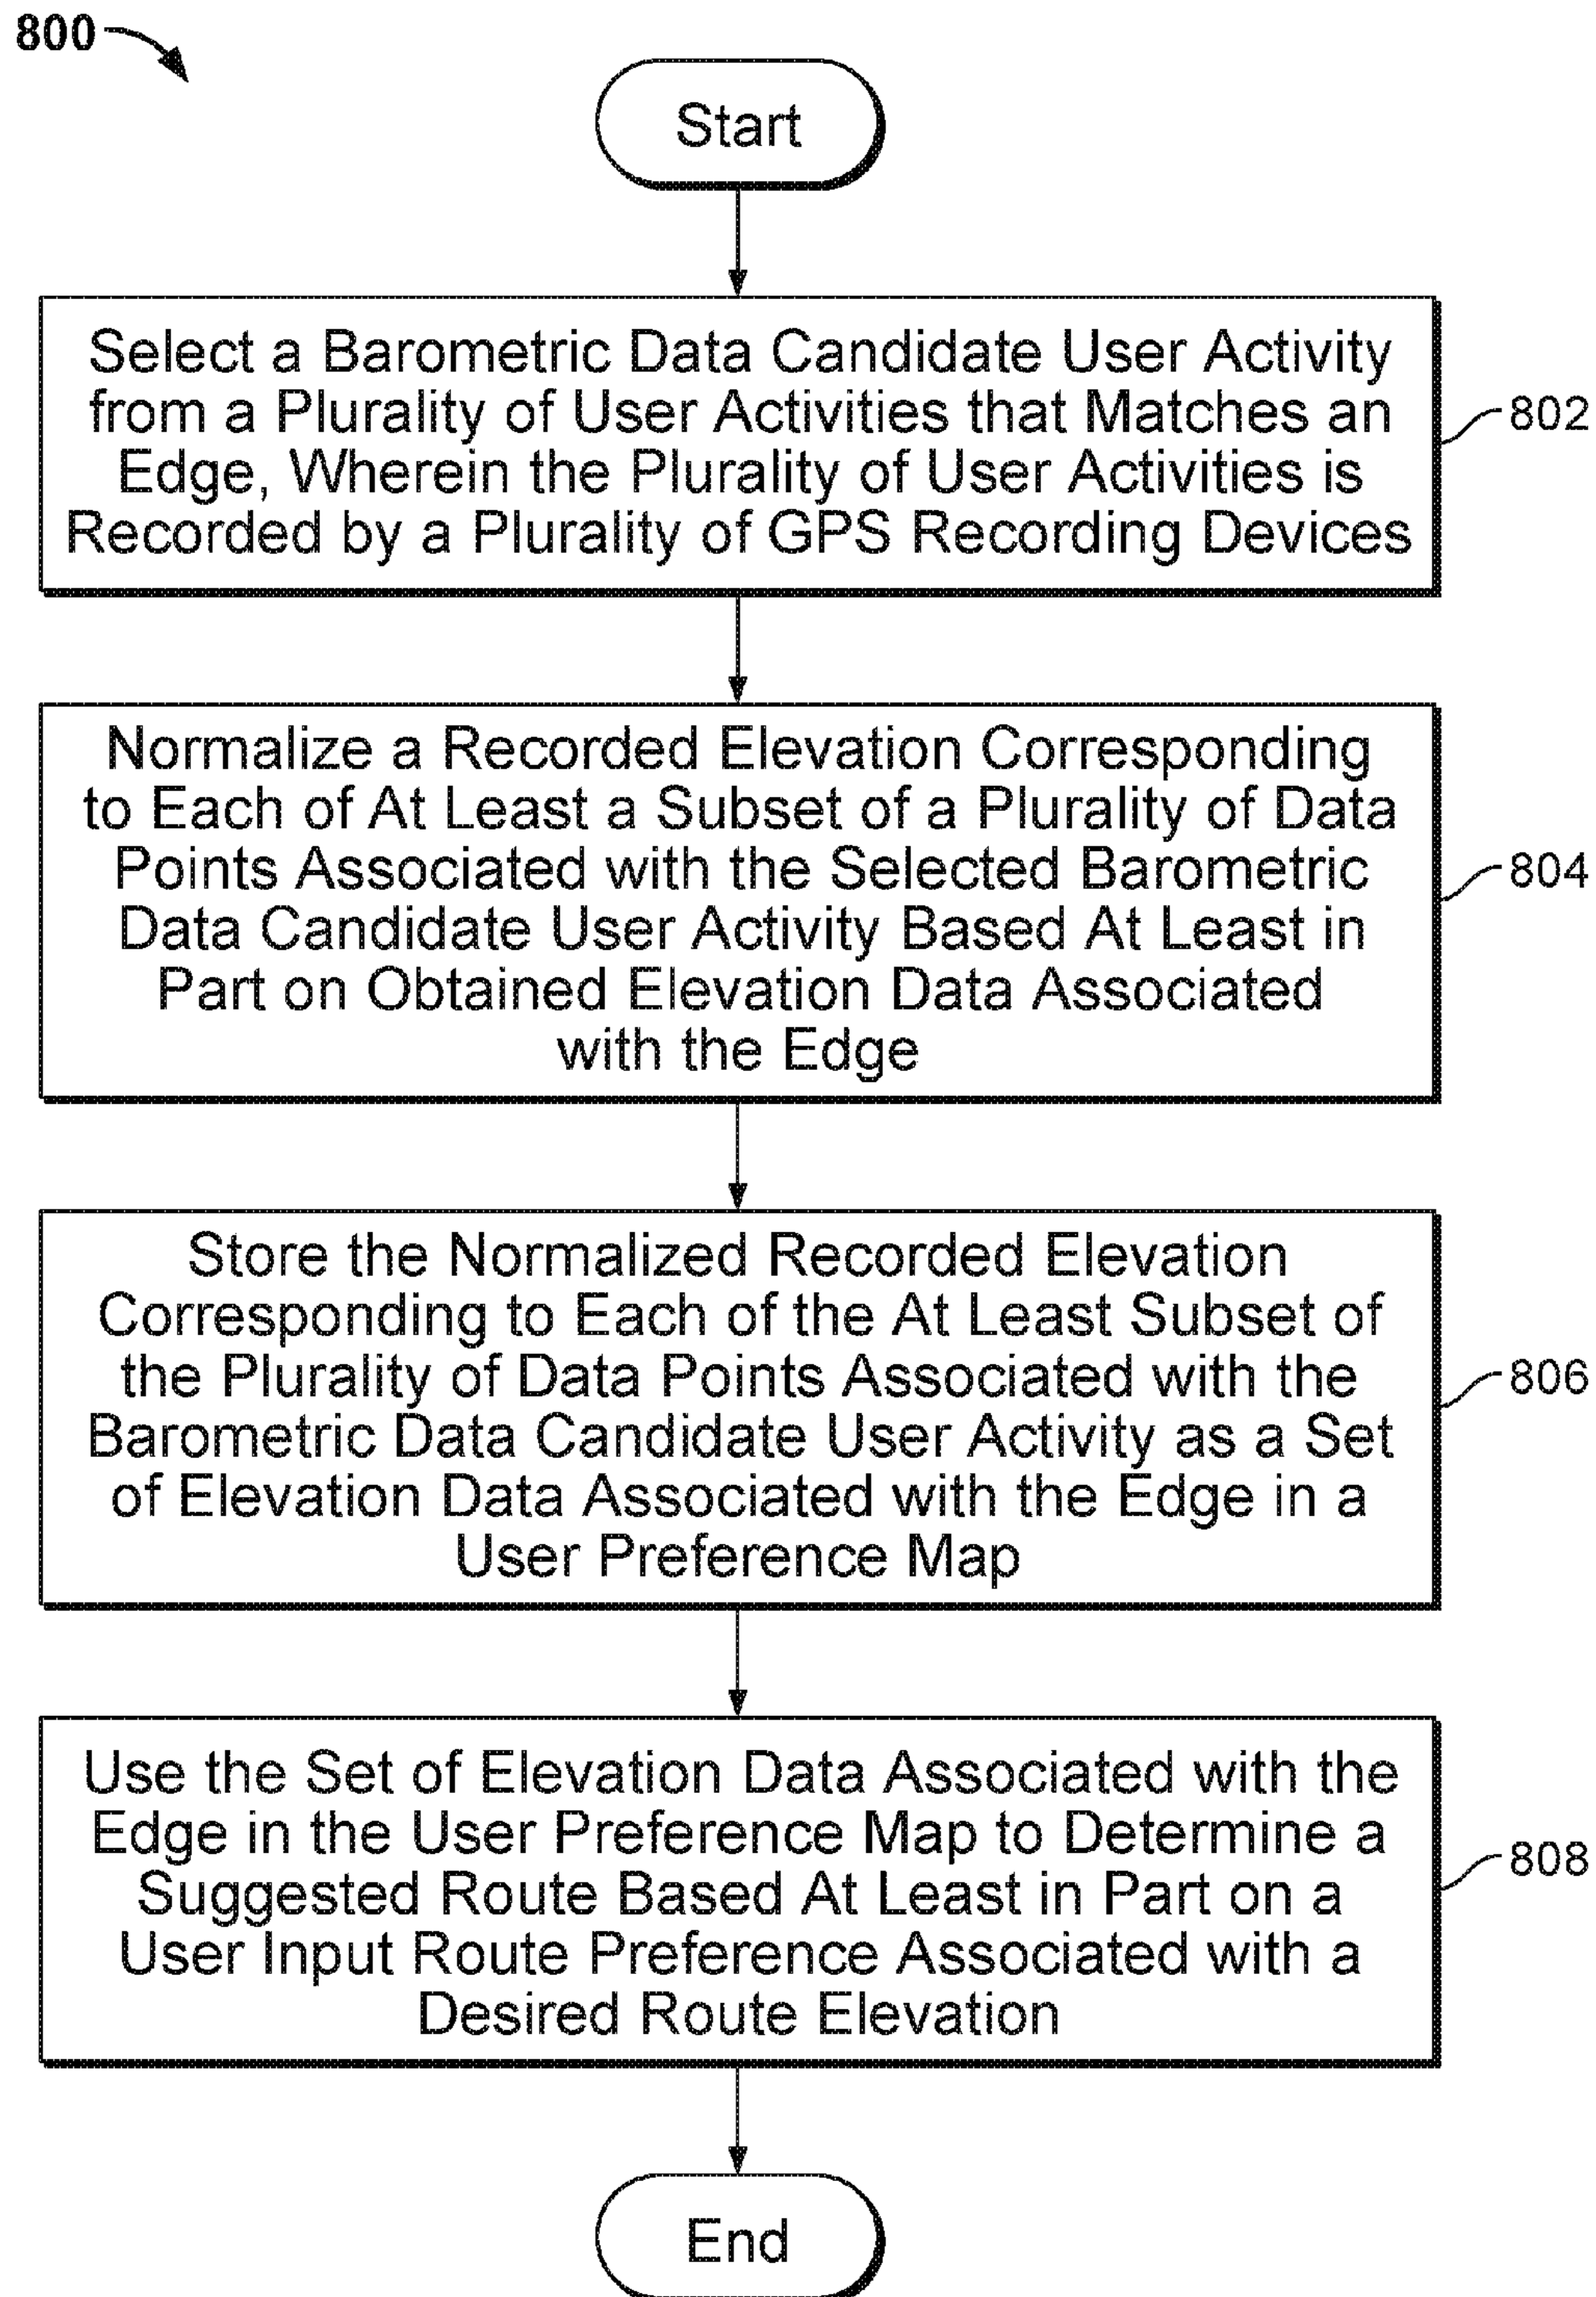 800
Start
Select a Barometric Data Candidate User Activity
from a Plurality of User Activities that Matches an
Edge, Wherein the Plurality of User Activities is
Recorded by a Plurality of GPS Recording Devices
802
Normalize a Recorded Elevation Corresponding
to Each of At Least a Subset of a Plurality of Data
Points Associated with the Selected Barometric
Data Candidate User Activity Based At Least in
Part on Obtained Elevation Data Associated
with the Edge
804
Store the Normalized Recorded Elevation
Corresponding to Each of the At Least Subset of
the Plurality of Data Points Associated with the
Barometric Data Candidate User Activity as a Set
of Elevation Data Associated with the Edge in a
User Preference Map
806
Use the Set of Elevation Data Associated with the
Edge in the User Preference Map to Determine a
Suggested Route Based At Least in Part on a
User Input Route Preference Associated with a
Desired Route Elevation
808
End